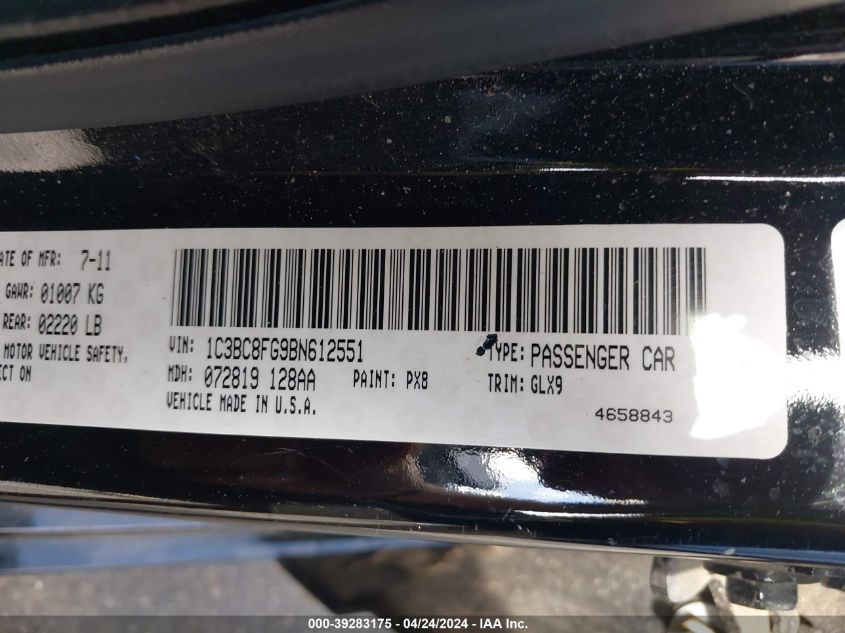 ATE OF MFR: 7-11
GAWR: 01007 KG
REAR: 02220 LB
MOTOR VEHICLE SAFETY,
ECT ON
VIN: 1C3BC8FG9BN612551
TYPE: PASSENGER CAR
MDH: 072819 128AA
PAINT: PX8
TRIM: GLX9
VEHICLE MADE IN U.S.A.
4658843
000-39283175 - 04/24/2024 - IAA Inc.